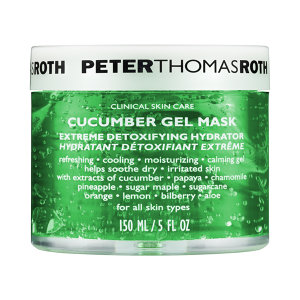 ROTH PETERTHOMASROTH
CLINICAL SKIN CARE
CUCUMBER GEL MASK
EXTREME DETOXIFYING HYDRATOR
HYDRATANT DÉTOXIFIANT EXTRÊME
refreshing • cooling • moisturizing • calming gel
helps soothe dry • irritated skin
with extracts of cucumber • papaya • chamomile
pineapple • sugar maple • sugarcane
orange • lemon • bilberry • aloe
for all skin types
150 ML / 5 FL OZ